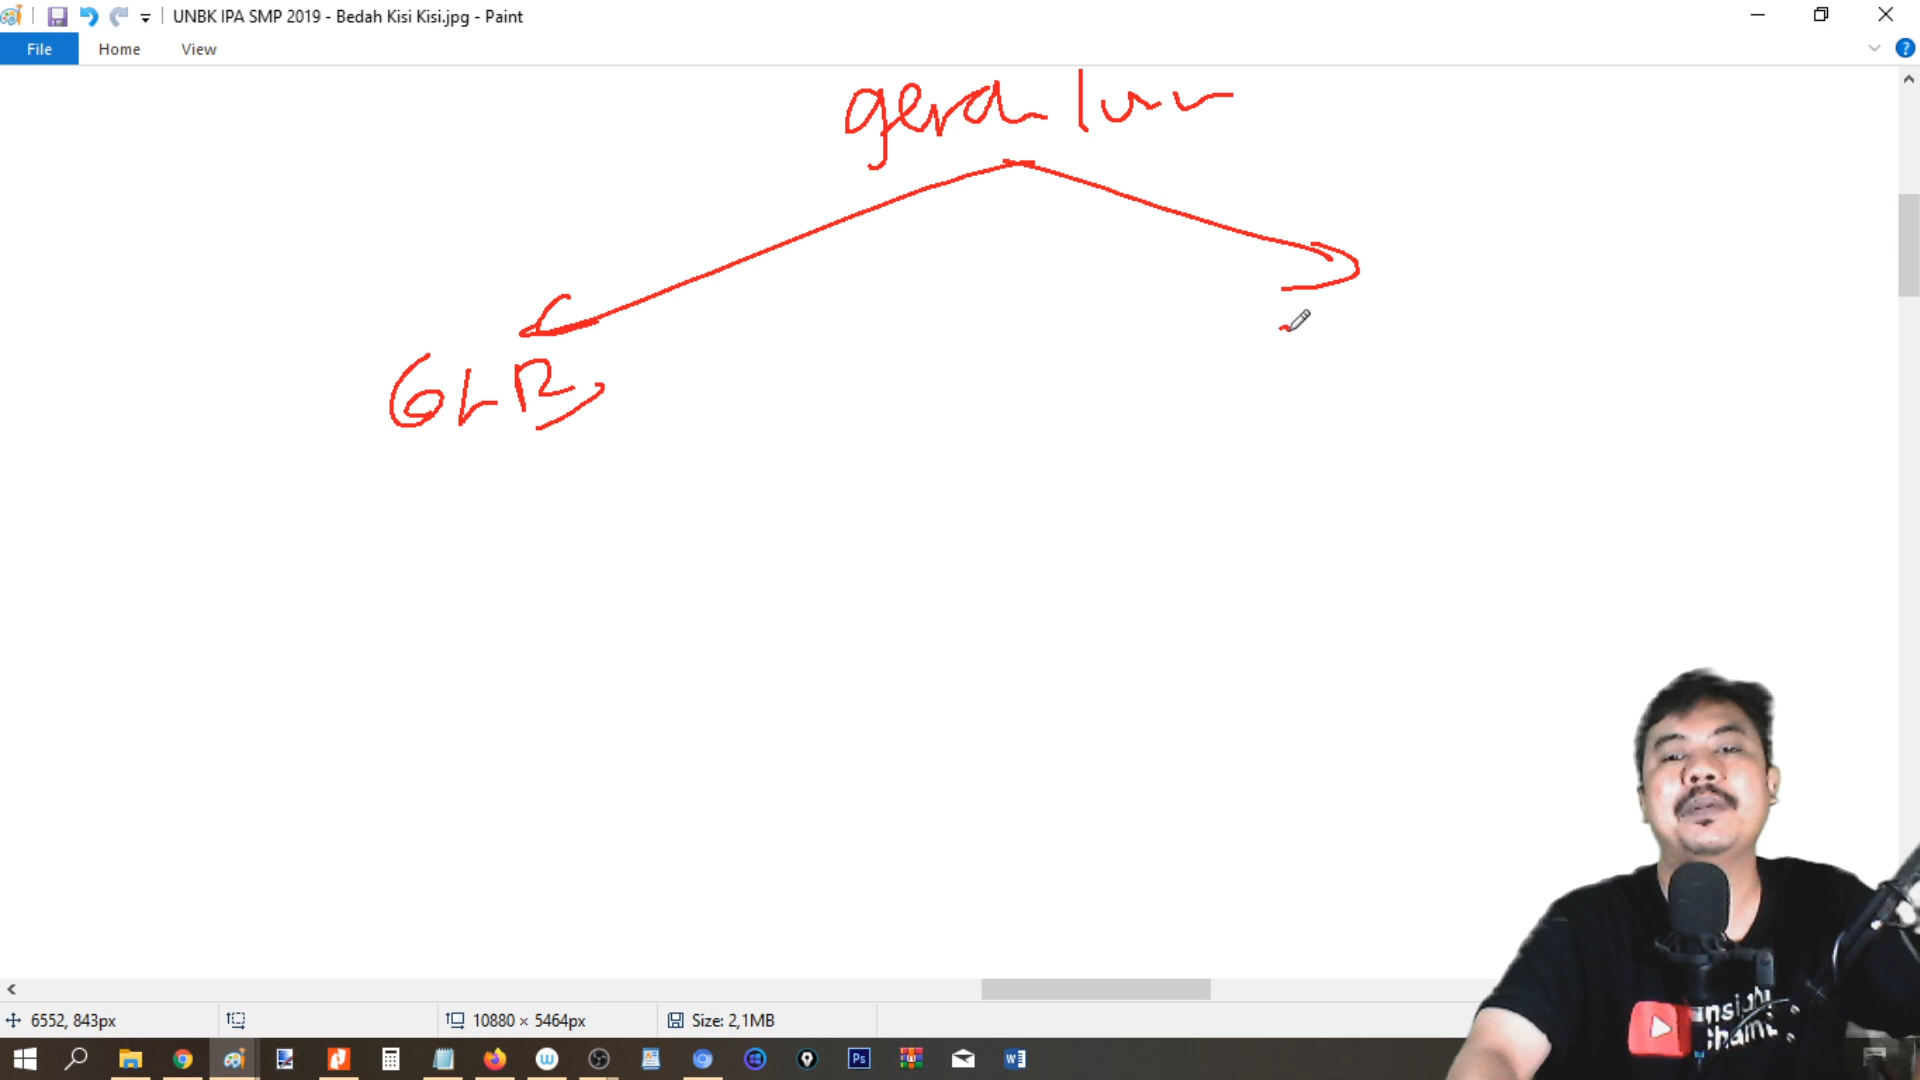 UNBK IPA SMP 2019 - Bedah Kisi Kisi.jpg - Paint
File Home View
gerak lurus
GLB
6552, 843px
10880 × 5464px
Size: 2,1MB
Ps